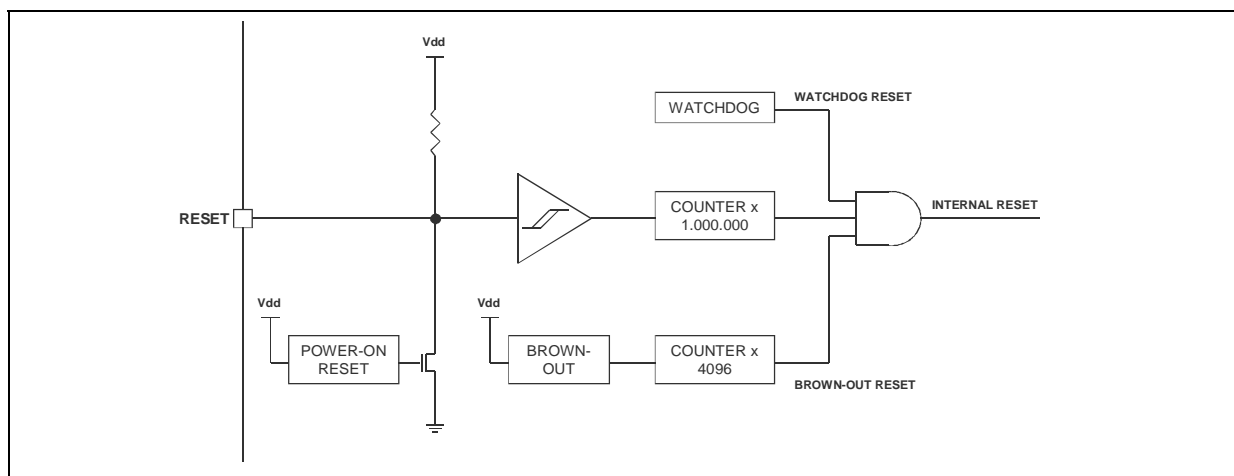 Vdd
WATCHDOG
WATCHDOG RESET
RESET
COUNTER x
1.000.000
INTERNAL RESET
Vdd
Vdd
POWER-ON
RESET
BROWN-
OUT
COUNTER x
4096
BROWN-OUT RESET